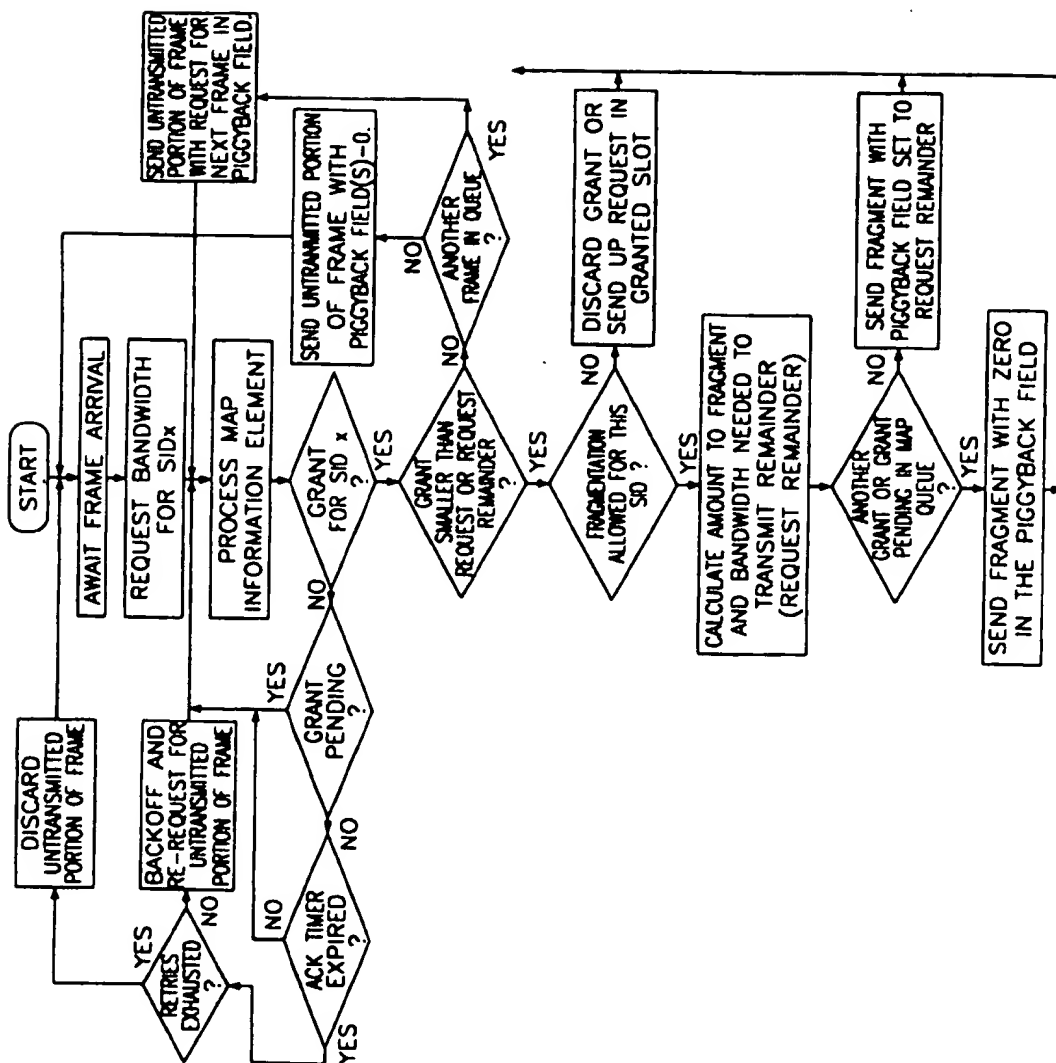 START
AWAIT FRAME ARRIVAL
REQUEST BANDWIDTH
FOR SIDx
PROCESS MAP
INFORMATION ELEMENT
GRANT
FOR SID x
?
YES
NO
GRANT
PENDING
?
YES
NO
ACK TIMER
EXPIRED
?
NO
YES
RETRIES
EXHAUSTED
?
YES
NO
DISCARD
UNTRANSMITTED
PORTION OF FRAME
BACKOFF AND
RE-REQUEST FOR
UNTRANSMITTED
PORTION OF FRAME
GRANT
SMALLER THAN
REQUEST OR REQUEST
REMAINDER
?
NO
YES
ANOTHER
FRAME IN QUEUE
?
NO
YES
SEND UNTRANMITTED PORTION
OF FRAME WITH
PIGGYBACK FIELD(S)-0.
SEND UNTRANSMITTED
PORTION OF FRAME
WITH REQUEST FOR
NEXT FRAME IN
PIGGYBACK FIELD.
FRAGMENTATION
ALLOWED FOR THIS
SID ?
NO
YES
DISCARD GRANT OR
SEND UP REQUEST IN
GRANTED SLOT
CALCULATE AMOUNT TO FRAGMENT
AND BANDWIDTH NEEDED TO
TRANSMIT REMAINDER
(REQUEST REMAINDER)
ANOTHER
GRANT OR GRANT
PENDING IN MAP
QUEUE
?
NO
YES
SEND FRAGMENT WITH
PIGGYBACK FIELD SET TO
REQUEST REMAINDER
SEND FRAGMENT WITH ZERO
IN THE PIGGYBACK FIELD